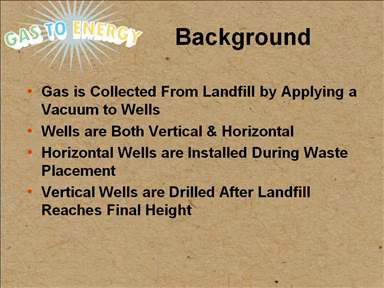 GAS TO ENERGY
Background
• Gas is Collected From Landfill by Applying a
Vacuum to Wells
• Wells are Both Vertical & Horizontal
• Horizontal Wells are Installed During Waste
Placement
• Vertical Wells are Drilled After Landfill
Reaches Final Height